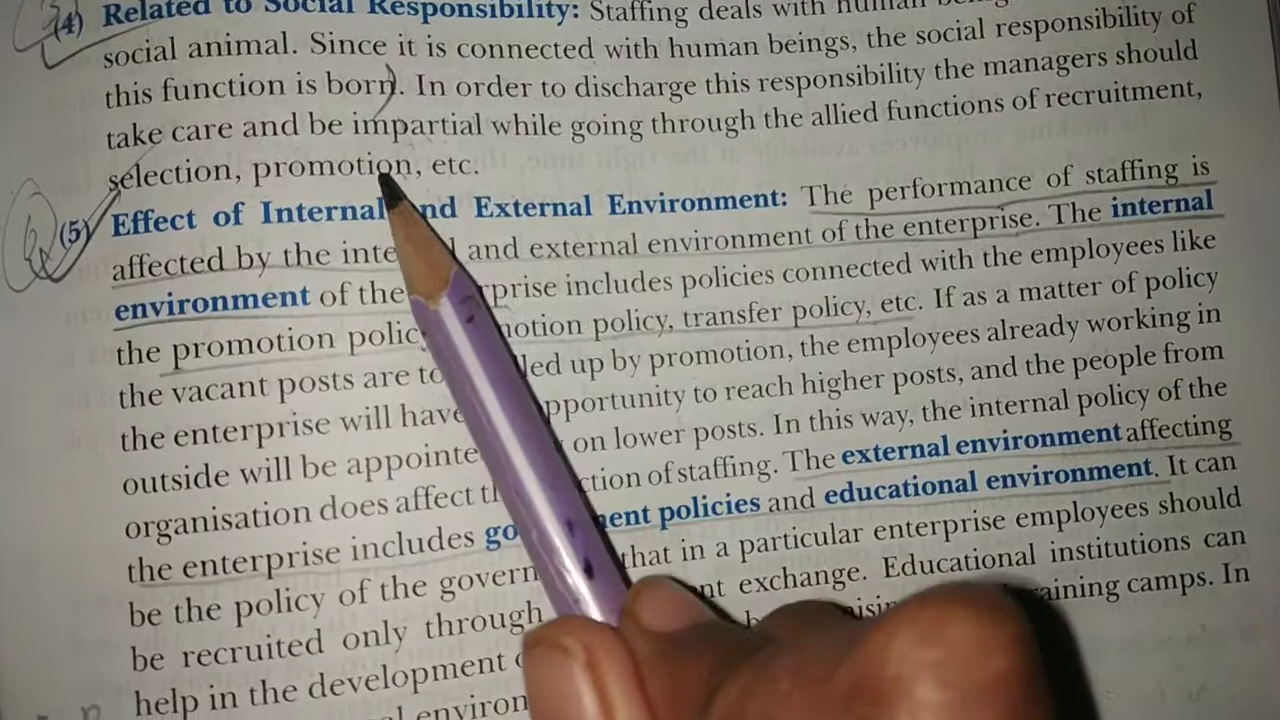 (4) Related to Social Responsibility: Staffing deals with human
social animal. Since it is connected with human beings, the social responsibility of
this function is born). In order to discharge this responsibility the managers should
take care and be impartial while going through the allied functions of recruitment,
selection, promotion, etc.
(5) Effect of Internal and External Environment: The performance of staffing is
affected by the inte l and external environment of the enterprise. The internal
environment of the rprise includes policies connected with the employees like
the promotion polic motion policy, transfer policy, etc. If as a matter of policy
the vacant posts are to led up by promotion, the employees already working in
the enterprise will have pportunity to reach higher posts, and the people from
outside will be appointe on lower posts. In this way, the internal policy of the
organisation does affect th ction of staffing. The external environment affecting
the enterprise includes go ent policies and educational environment. It can
be the policy of the govern that in a particular enterprise employees should
be recruited only through nt exchange. Educational institutions can
help in the development aining camps. In
environ